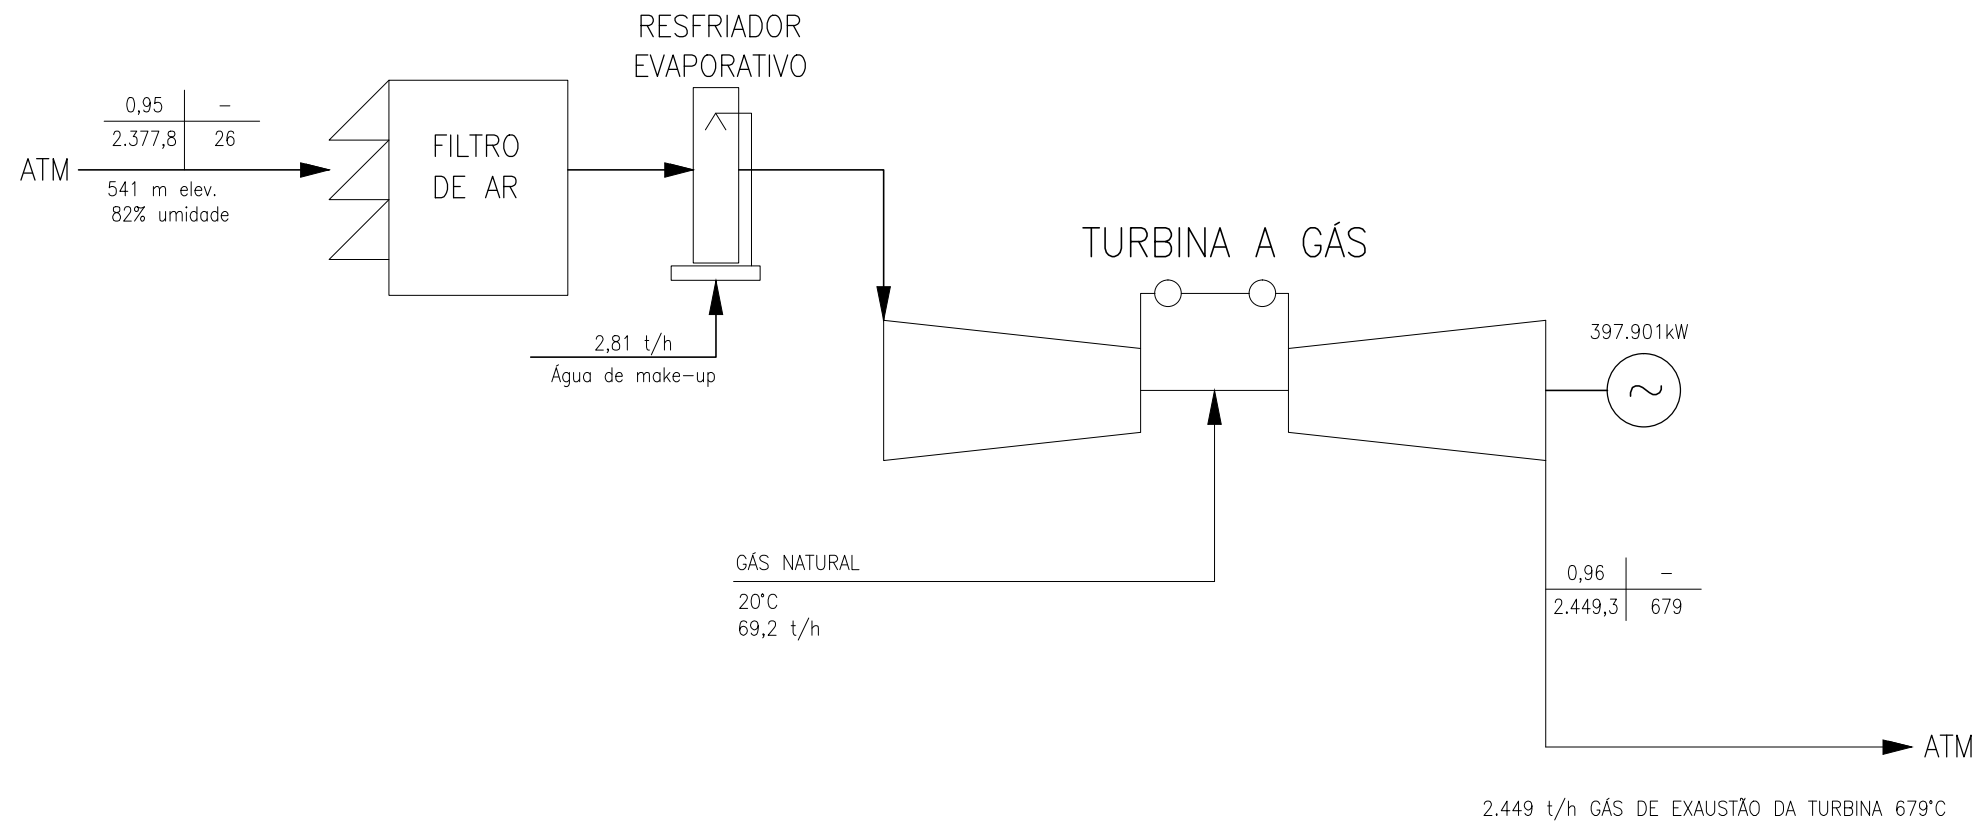 RESFRIADOR
EVAPORATIVO
0,95 –
2.377,8 26
ATM
541 m elev.
82% umidade
FILTRO
DE AR
2,81 t/h
Água de make-up
TURBINA A GÁS
397.901kW
~
GÁS NATURAL
20°C
69,2 t/h
0,96 –
2.449,3 679
ATM
2.449 t/h GÁS DE EXAUSTÃO DA TURBINA 679°C